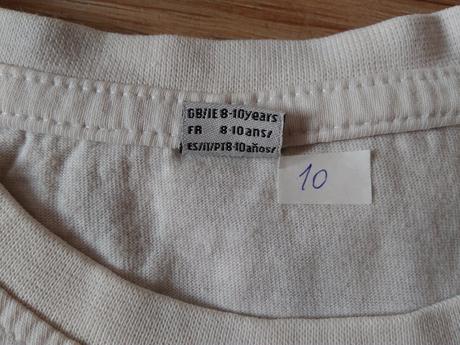 GB/IE 8-10years
FR 8-10ans/
ES/IT/PT 8-10años/
10